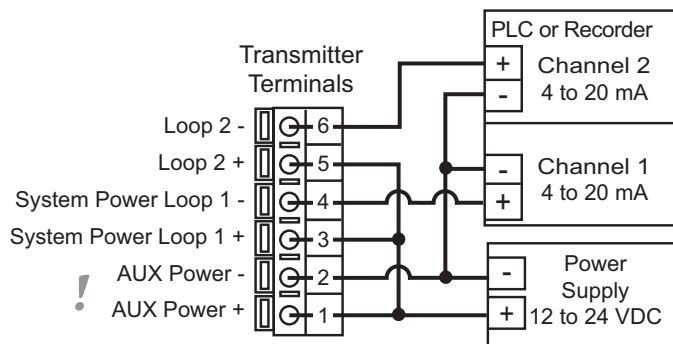 PLC or Recorder
Transmitter
Terminals
+
Channel 2
-
4 to 20 mA
Loop 2 -
6
Loop 2 +
5
-
Channel 1
System Power Loop 1 -
4
+
4 to 20 mA
System Power Loop 1 +
3
!
AUX Power -
2
-
Power
Supply
AUX Power +
1
+
12 to 24 VDC